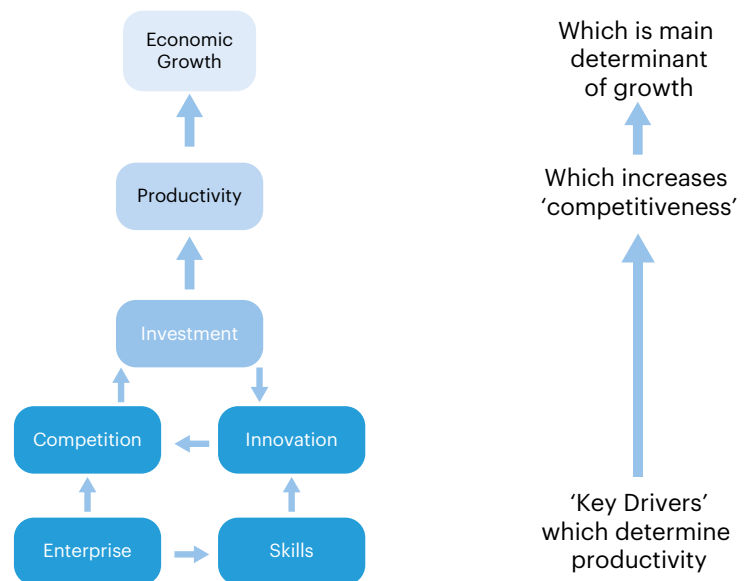 Economic
Growth
Which is main
determinant
of growth
Productivity
Which increases
‘competitiveness’
Investment
Competition
Innovation
Enterprise
Skills
‘Key Drivers’
which determine
productivity